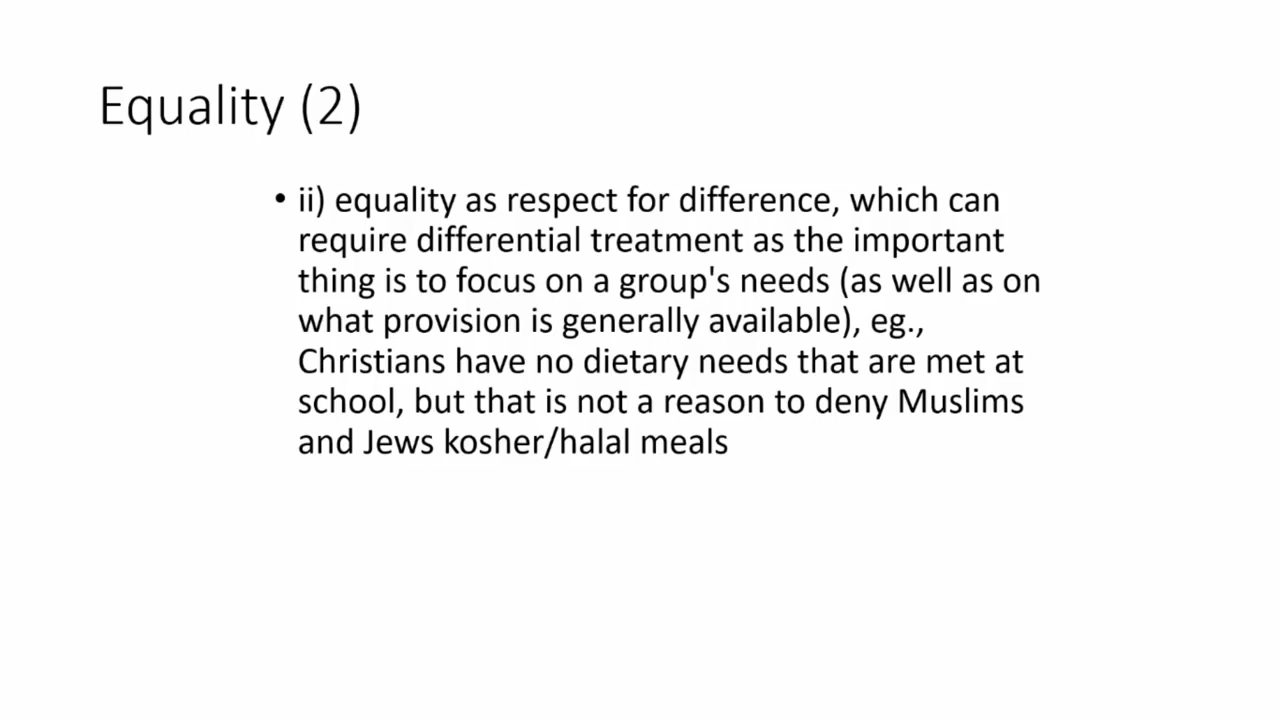 Equality (2)
• ii) equality as respect for difference, which can
require differential treatment as the important
thing is to focus on a group's needs (as well as on
what provision is generally available), eg.,
Christians have no dietary needs that are met at
school, but that is not a reason to deny Muslims
and Jews kosher/halal meals